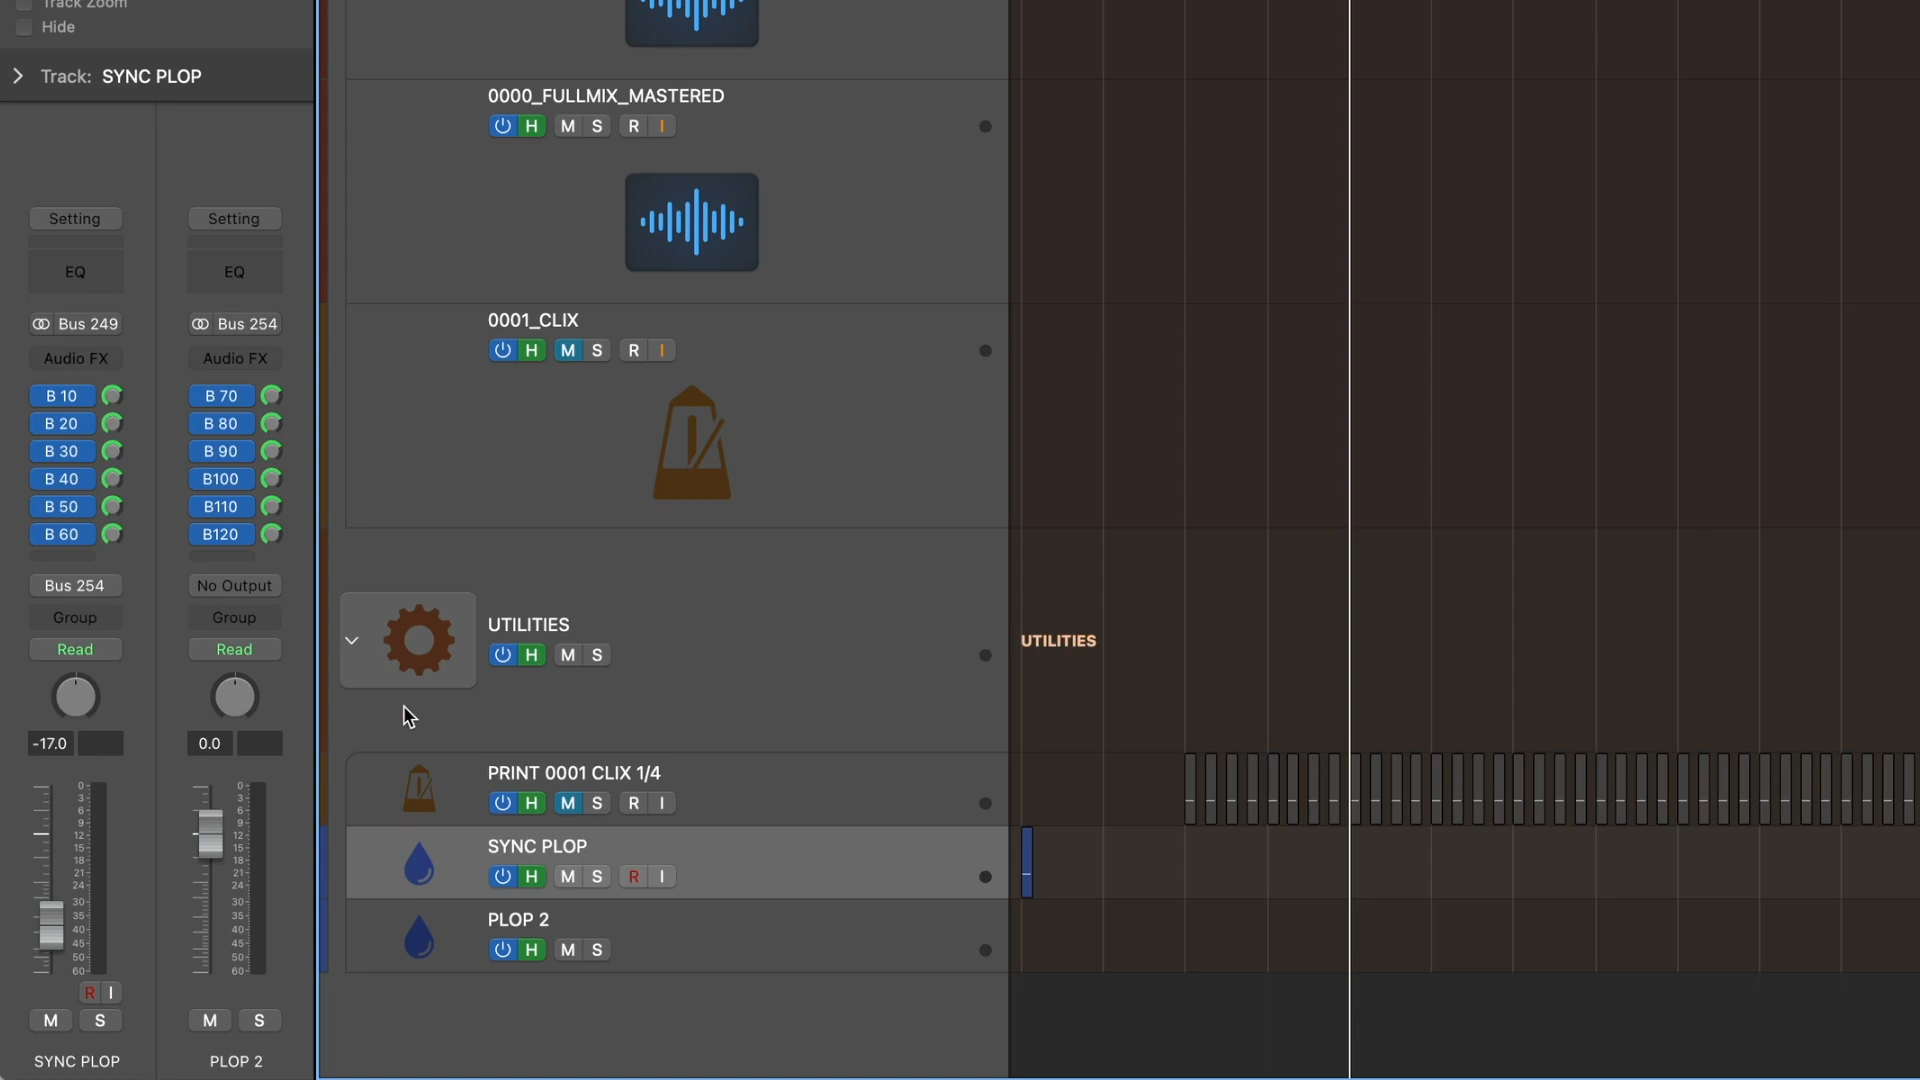 Track Zoom
Hide
Track: SYNC PLOP
Setting
Setting
EQ
EQ
Bus 249
Bus 254
Audio FX
Audio FX
B 10
B 70
B 20
B 80
B 30
B 90
B 40
B100
B 50
B110
B 60
B120
Bus 254
No Output
Group
Group
Read
Read
-17.0
0.0
0
3
6
9
12
15
18
21
24
30
35
40
45
50
60
0
3
6
9
12
15
18
21
24
30
35
40
45
50
60
R I
M S
M S
SYNC PLOP
PLOP 2
0000_FULLMIX_MASTERED
H M S R I
0001_CLIX
H M S R I
UTILITIES
H M S
UTILITIES
PRINT 0001 CLIX 1/4
H M S R I
SYNC PLOP
H M S R I
PLOP 2
H M S